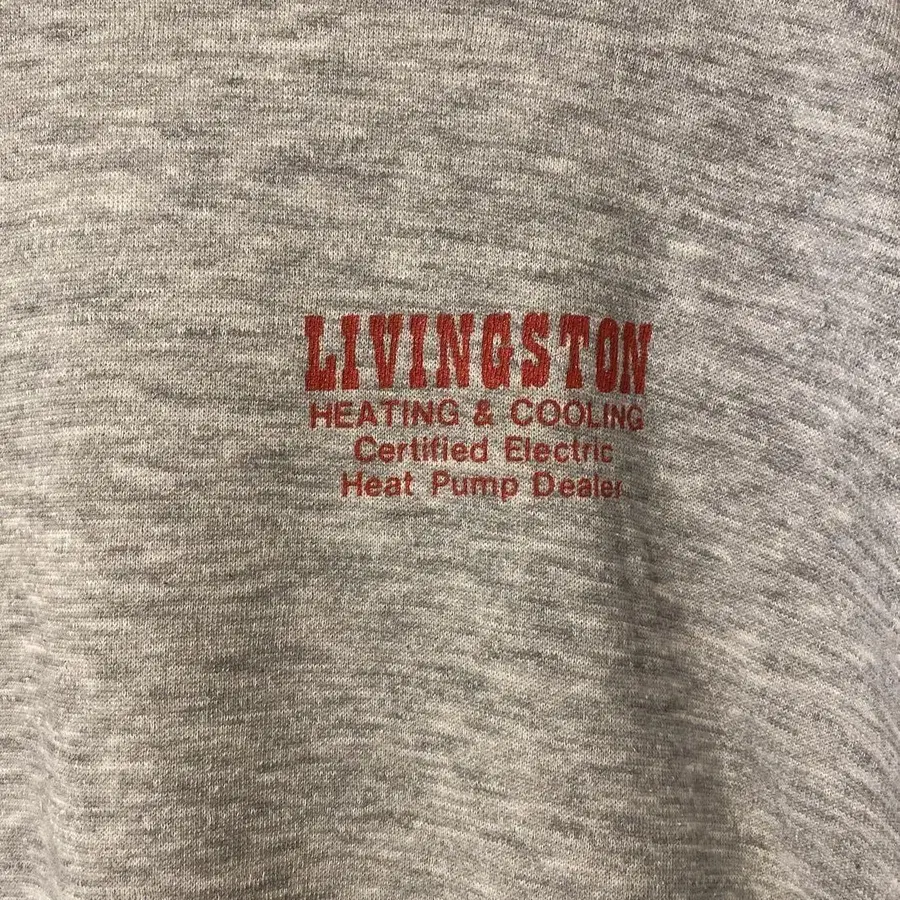 LIVINGSTON
HEATING & COOLING
Certified Electric
Heat Pump Dealer